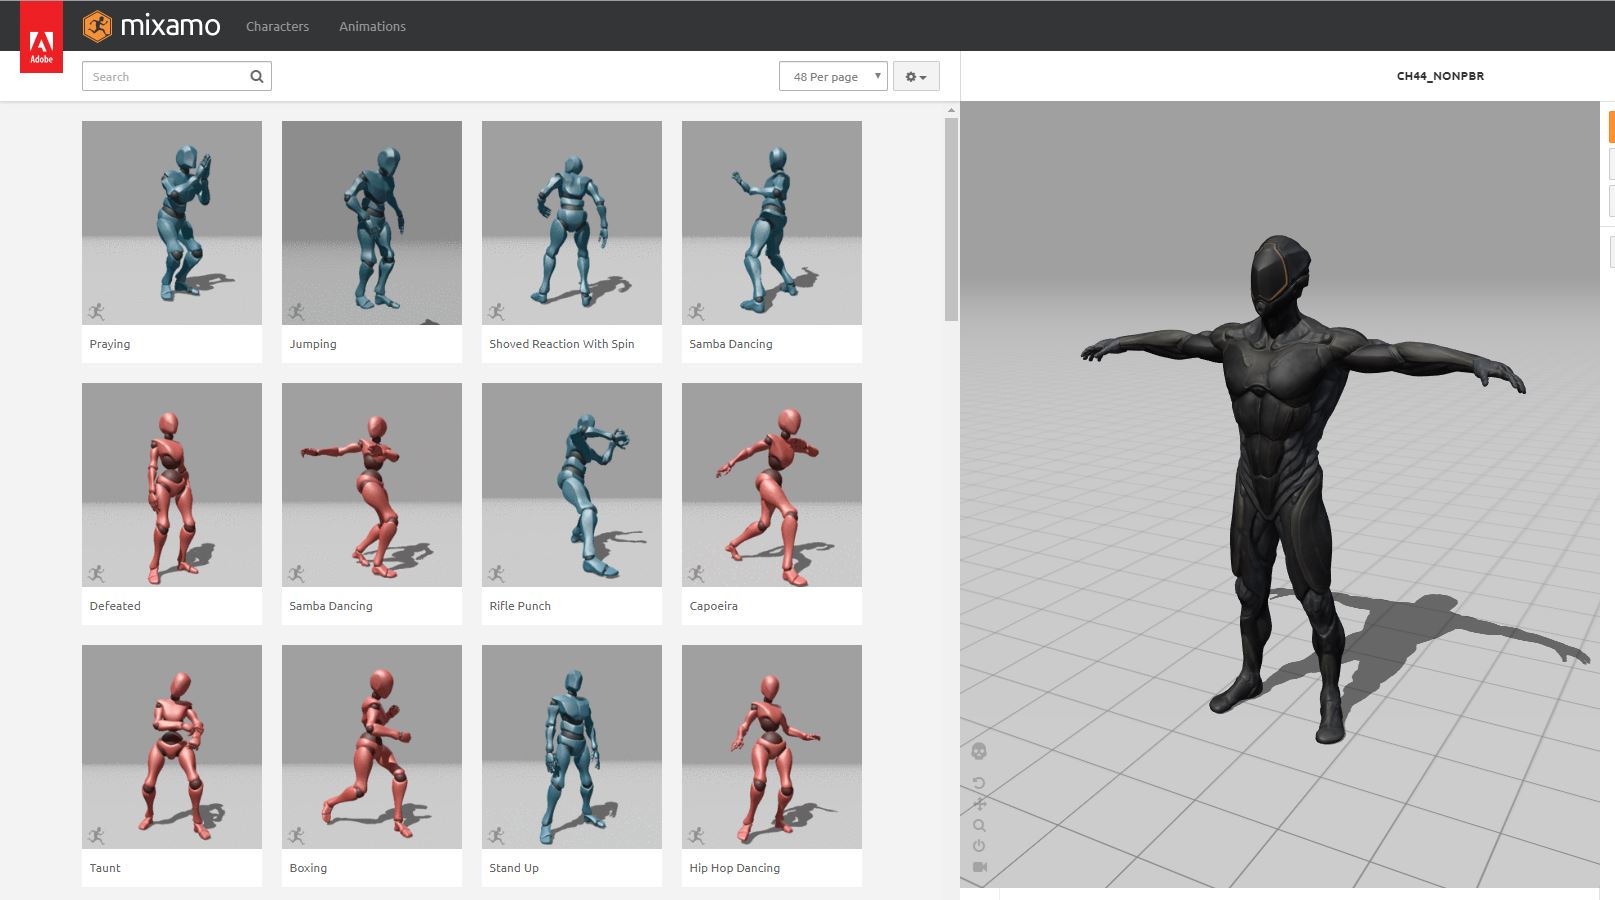 Adobe
mixamo
Characters
Animations
Search
48 Per page
CH44_NONPBR
Praying
Jumping
Shoved Reaction With Spin
Samba Dancing
Defeated
Samba Dancing
Rifle Punch
Capoeira
Taunt
Boxing
Stand Up
Hip Hop Dancing